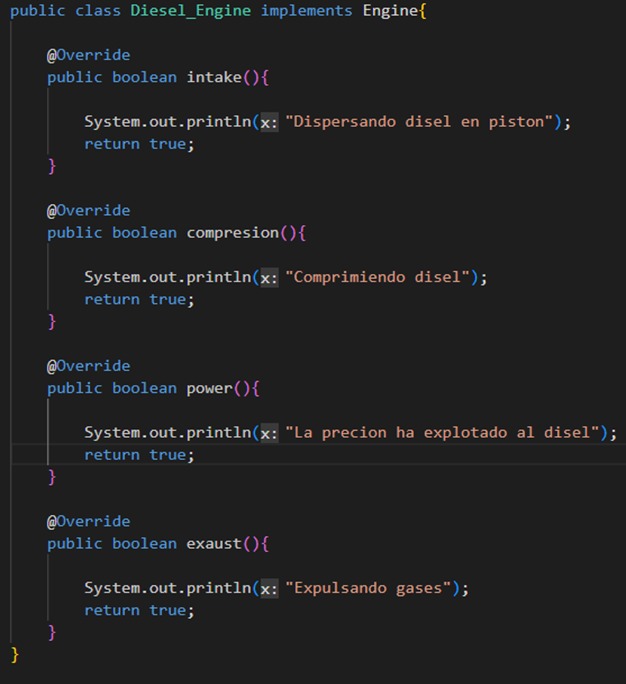 public class Diesel_Engine implements Engine{
@Override
public boolean intake(){
System.out.println(x: "Dispersando disel en piston");
return true;
}
@Override
public boolean compresion(){
System.out.println(x: "Comprimiendo disel");
return true;
}
@Override
public boolean power(){
System.out.println(x: "La precion ha explotado al disel");
return true;
}
@Override
public boolean exaust(){
System.out.println(x: "Expulsando gases");
return true;
}
}